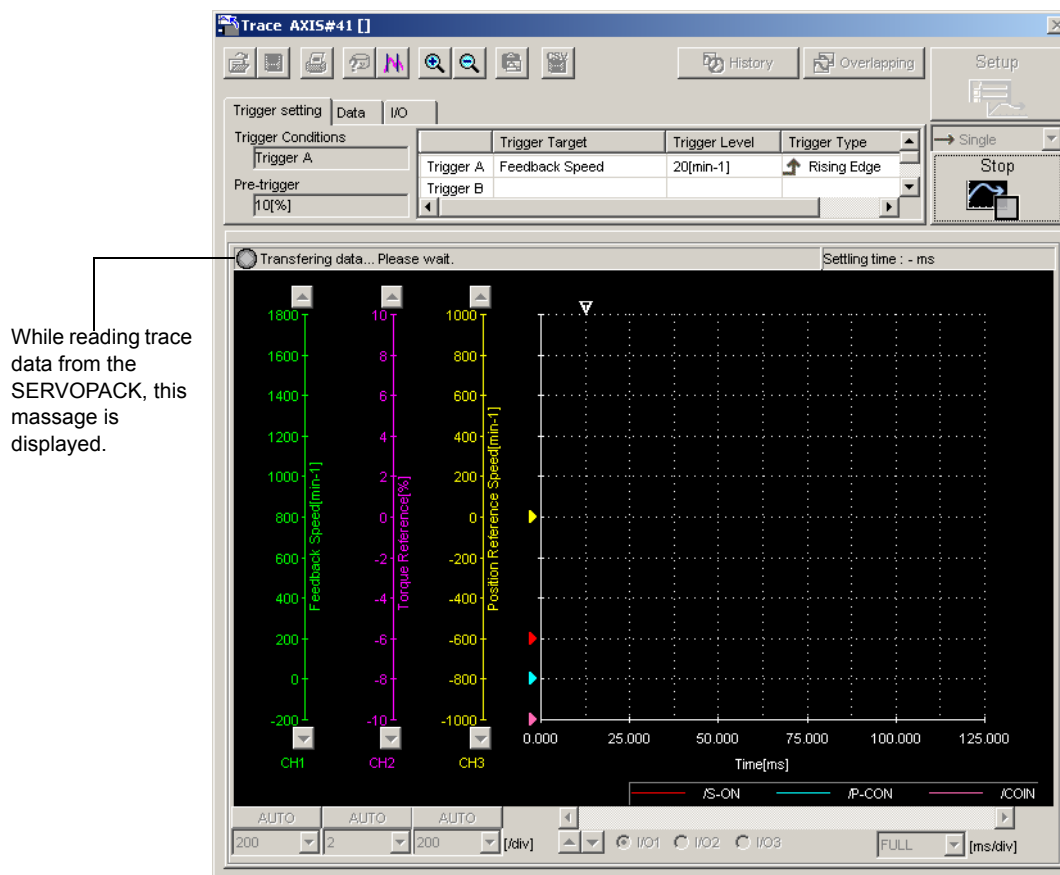 Trace AXIS#41 []
History
Overlapping
Setup
Trigger setting
Data
I/O
Trigger Conditions
Trigger A
Pre-trigger
10[%]
Trigger Target
Trigger Level
Trigger Type
Trigger A
Feedback Speed
20[min-1]
Rising Edge
Trigger B
Single
Stop
Transfering data... Please wait.
Settling time : - ms
While reading trace
data from the
SERVOPACK, this
massage is
displayed.
1800
1600
1400
1200
1000
800
600
400
200
0
-200
Feedback Speed[min-1]
CH1
10
8
6
4
2
0
-2
-4
-6
-8
-10
Torque Reference[%]
CH2
1000
800
600
400
200
0
-200
-400
-600
-800
-1000
Position Reference Speed[min-1]
CH3
T
0.000
25.000
50.000
75.000
100.000
125.000
Time[ms]
/S-ON
/P-CON
/COIN
AUTO
AUTO
AUTO
200
2
200
[/div]
I/O1
I/O2
I/O3
FULL
[ms/div]